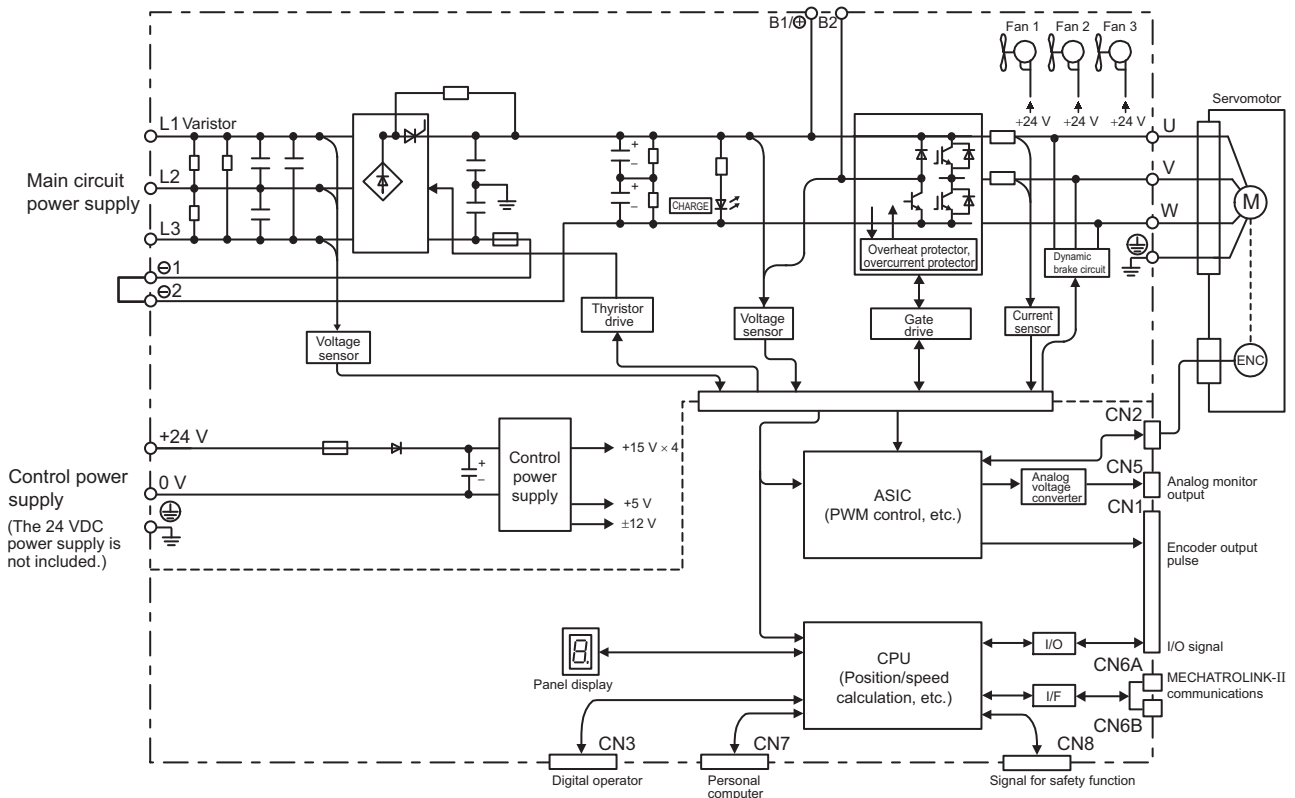 B1/⊕ B2
Fan 1 Fan 2 Fan 3
+24 V +24 V +24 V
Servomotor
L1 Varistor
U
Main circuit
power supply
L2
V
+
–
+
–
CHARGE
M
W
L3
Overheat protector,
overcurrent protector
Dynamic
brake circuit
⊖1
⊖2
Thyristor
drive
Voltage
sensor
Gate
drive
Current
sensor
Voltage
sensor
ENC
CN2
+24 V
+15 V × 4
+
–
Control
power
supply
Control power
supply
0 V
+5 V
±12 V
(The 24 VDC
power supply is
not included.)
ASIC
(PWM control, etc.)
Analog
voltage
converter
CN5
Analog monitor
output
CN1
Encoder output
pulse
8.
Panel display
CPU
(Position/speed
calculation, etc.)
I/O
I/O signal
CN6A
I/F
MECHATROLINK-II
communications
CN6B
CN3
CN7
CN8
Digital operator
Personal
computer
Signal for safety function